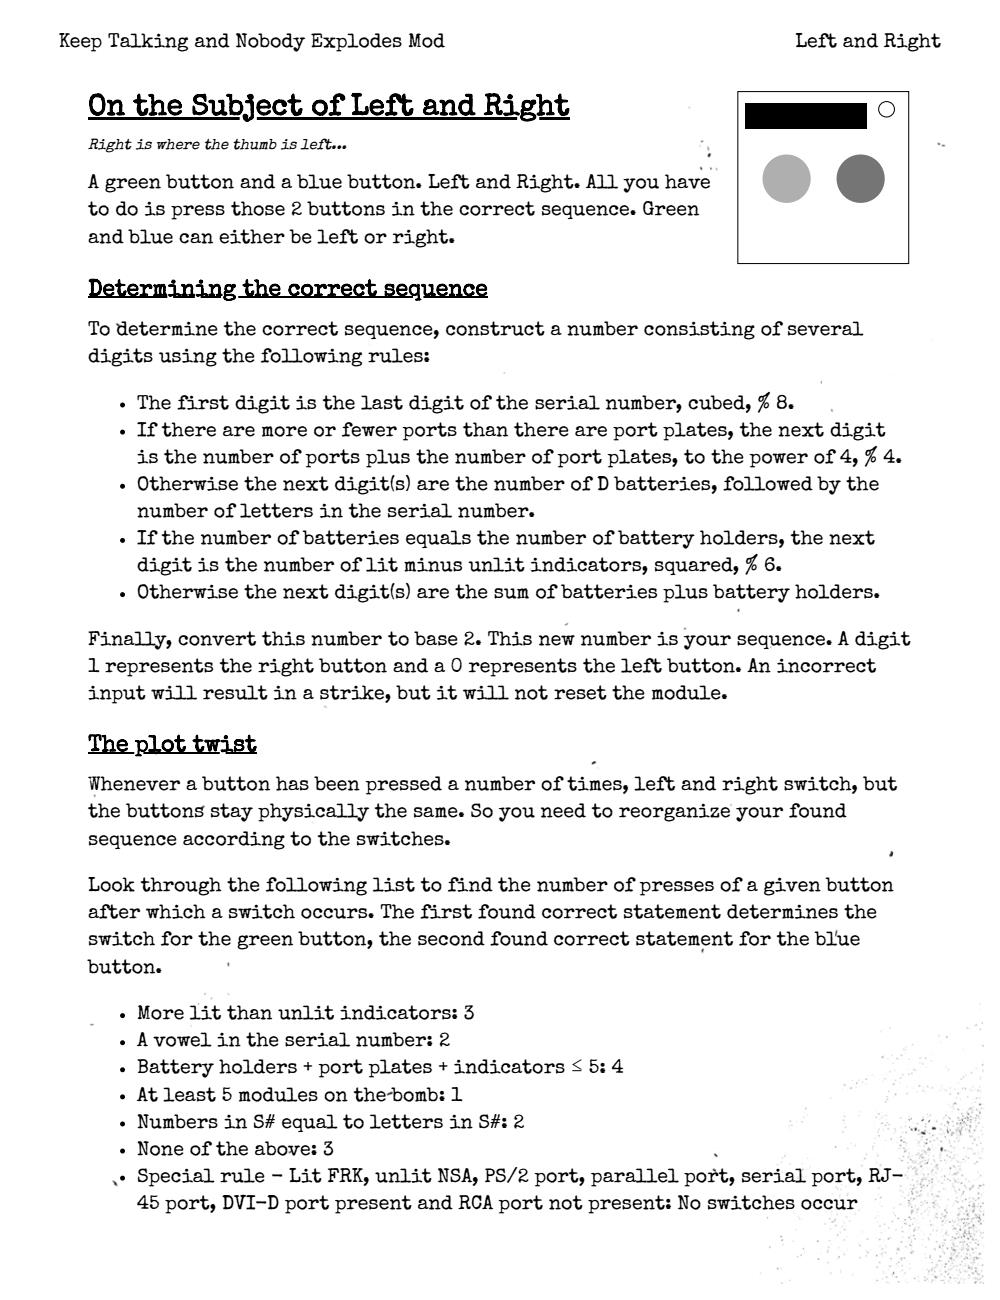 Keep Talking and Nobody Explodes Mod
Left and Right
On the Subject of Left and Right
Right is where the thumb is left...
A green button and a blue button. Left and Right. All you have
to do is press those 2 buttons in the correct sequence. Green
and blue can either be left or right.
Determining the correct sequence
To determine the correct sequence, construct a number consisting of several
digits using the following rules:
• The first digit is the last digit of the serial number, cubed, % 8.
• If there are more or fewer ports than there are port plates, the next digit
is the number of ports plus the number of port plates, to the power of 4, % 4.
• Otherwise the next digit(s) are the number of D batteries, followed by the
number of letters in the serial number.
• If the number of batteries equals the number of battery holders, the next
digit is the number of lit minus unlit indicators, squared, % 6.
• Otherwise the next digit(s) are the sum of batteries plus battery holders.
Finally, convert this number to base 2. This new number is your sequence. A digit
1 represents the right button and a 0 represents the left button. An incorrect
input will result in a strike, but it will not reset the module.
The plot twist
Whenever a button has been pressed a number of times, left and right switch, but
the buttons stay physically the same. So you need to reorganize your found
sequence according to the switches.
Look through the following list to find the number of presses of a given button
after which a switch occurs. The first found correct statement determines the
switch for the green button, the second found correct statement for the blue
button.
• More lit than unlit indicators: 3
• A vowel in the serial number: 2
• Battery holders + port plates + indicators ≤ 5: 4
• At least 5 modules on the bomb: 1
• Numbers in S# equal to letters in S#: 2
• None of the above: 3
• Special rule - Lit FRK, unlit NSA, PS/2 port, parallel port, serial port, RJ-
45 port, DVI-D port present and RCA port not present: No switches occur